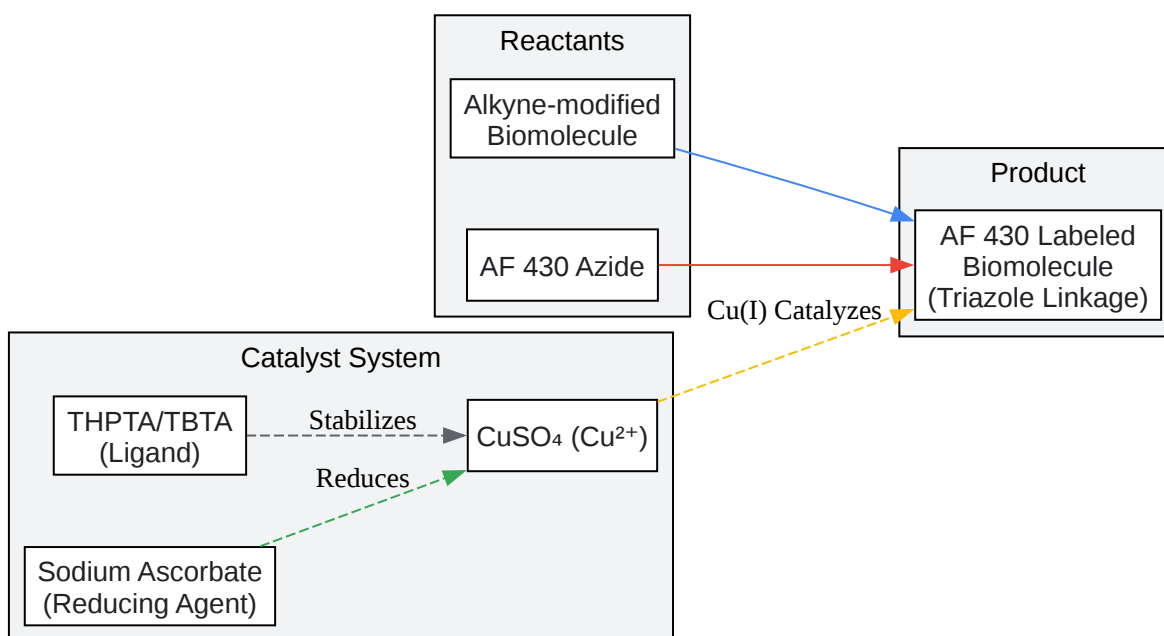 Reactants
Alkyne-modified
Biomolecule
AF 430 Azide
Product
AF 430 Labeled
Biomolecule
(Triazole Linkage)
Cu(I) Catalyzes
Catalyst System
THPTA/TBTA
(Ligand)
Stabilizes
CuSO₄ (Cu²⁺)
Reduces
Sodium Ascorbate
(Reducing Agent)